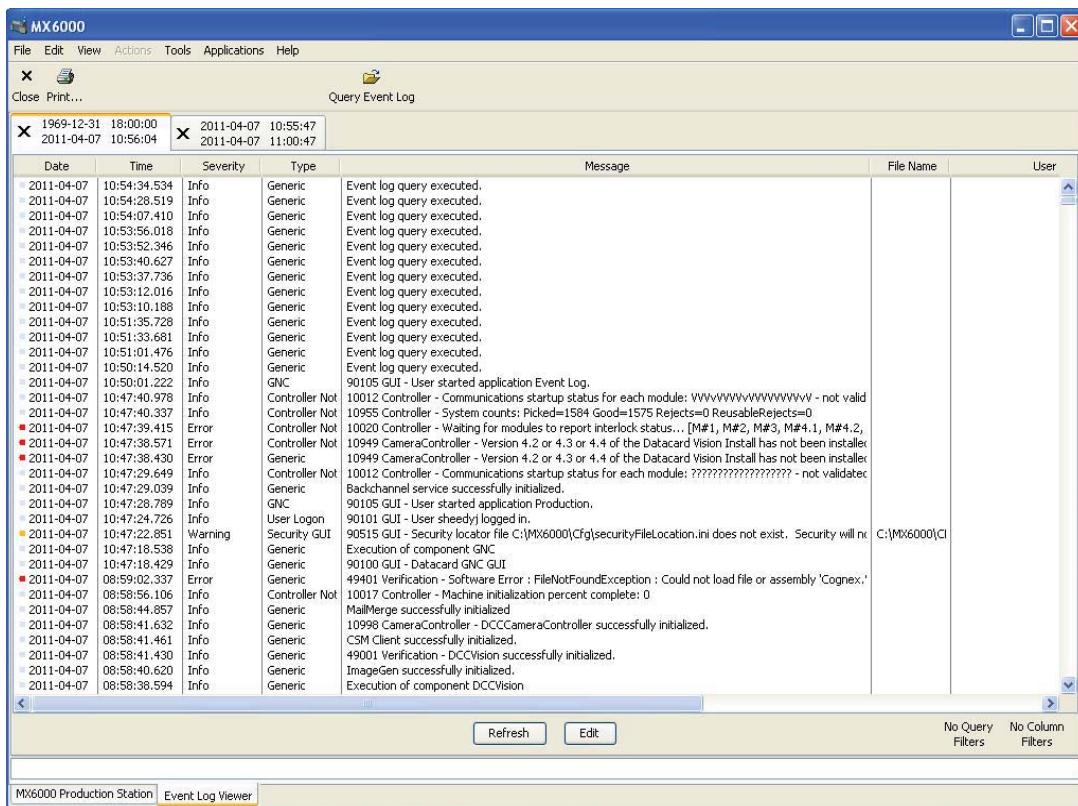 MX6000
File Edit View Actions Tools Applications Help
Close Print... Query Event Log
1969-12-31 18:00:00
2011-04-07 10:56:04
2011-04-07 10:55:47
2011-04-07 11:00:47
Date Time Severity Type Message File Name User
2011-04-07 10:54:34.534 Info Generic Event log query executed.
2011-04-07 10:54:28.519 Info Generic Event log query executed.
2011-04-07 10:54:07.410 Info Generic Event log query executed.
2011-04-07 10:53:56.018 Info Generic Event log query executed.
2011-04-07 10:53:52.346 Info Generic Event log query executed.
2011-04-07 10:53:40.627 Info Generic Event log query executed.
2011-04-07 10:53:37.736 Info Generic Event log query executed.
2011-04-07 10:53:12.016 Info Generic Event log query executed.
2011-04-07 10:53:10.188 Info Generic Event log query executed.
2011-04-07 10:51:35.728 Info Generic Event log query executed.
2011-04-07 10:51:33.681 Info Generic Event log query executed.
2011-04-07 10:51:01.476 Info Generic Event log query executed.
2011-04-07 10:50:14.520 Info Generic Event log query executed.
2011-04-07 10:50:01.222 Info GNC 90105 GUI - User started application Event Log.
2011-04-07 10:47:40.978 Info Controller Not 10012 Controller - Communications startup status for each module: - not valid
2011-04-07 10:47:40.337 Info Controller Not 10955 Controller - System counts: Picked=1584 Good=1575 Rejects=0 ReusableRejects=0
2011-04-07 10:47:39.415 Error Controller Not 10020 Controller - Waiting for modules to report interlock status... [M#1, M#2, M#3, M#4.1, M#4.2,
2011-04-07 10:47:38.571 Error Controller Not 10949 CameraController - Version 4.2 or 4.3 or 4.4 of the Datacard Vision Install has not been installed
2011-04-07 10:47:38.430 Error Generic 10949 CameraController - Version 4.2 or 4.3 or 4.4 of the Datacard Vision Install has not been installed
2011-04-07 10:47:29.649 Info Controller Not 10012 Controller - Communications startup status for each module: ??????????????????? - not validated
2011-04-07 10:47:29.039 Info Generic Backchannel service successfully initialized.
2011-04-07 10:47:28.789 Info GNC 90105 GUI - User started application Production.
2011-04-07 10:47:24.726 Info User Logon 90101 GUI - User sheedyj logged in.
2011-04-07 10:47:22.851 Warning Security GUI 90515 GUI - Security locator file C:\MX6000\Cfg\securityFileLocation.ini does not exist. Security will no C:\MX6000\Cl
2011-04-07 10:47:18.538 Info Generic Execution of component GNC
2011-04-07 10:47:18.429 Info Generic 90100 GUI - Datacard GNC GUI
2011-04-07 08:59:02.337 Error Generic 49401 Verification - Software Error : FileNotFoundException : Could not load file or assembly 'Cognex.'
2011-04-07 08:58:56.106 Info Controller Not 10017 Controller - Machine initialization percent complete: 0
2011-04-07 08:58:44.857 Info Generic MailMerge successfully initialized
2011-04-07 08:58:41.632 Info Generic 10998 CameraController - DCCCameraController successfully initialized.
2011-04-07 08:58:41.461 Info Generic CSM Client successfully initialized.
2011-04-07 08:58:41.430 Info Generic 49001 Verification - DCCVision successfully initialized.
2011-04-07 08:58:40.620 Info Generic ImageGen successfully initialized.
2011-04-07 08:58:38.594 Info Generic Execution of component DCCVision
Refresh Edit
No Query Filters
No Column Filters
MX6000 Production Station Event Log Viewer